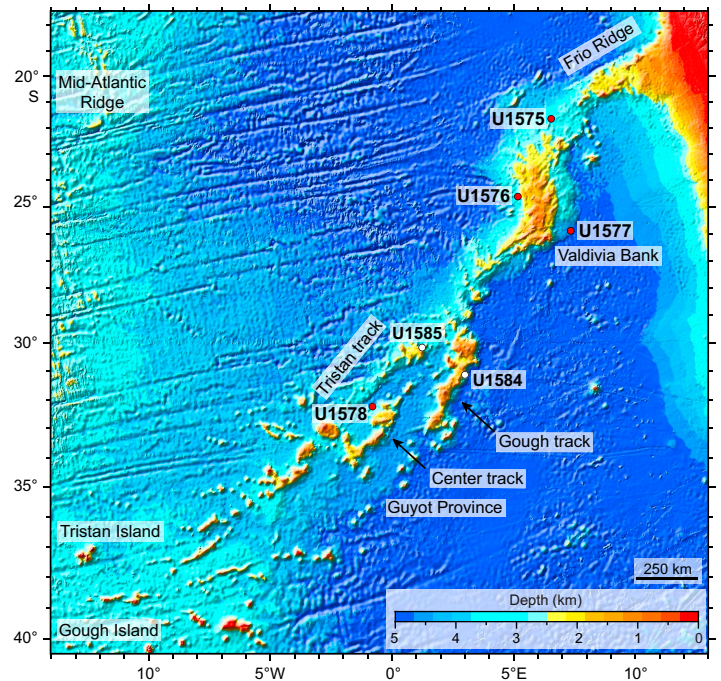 Frio Ridge
20°
S
Mid-Atlantic
Ridge
U1575
25°
U1576
U1577
Valdivia Bank
30°
U1585
Tristan track
U1584
U1578
Gough track
Center track
35°
Guyot Province
Tristan Island
250 km
Depth (km)
5 4 3 2 1 0
Gough Island
40°
10° 5°W 0° 5°E 10°